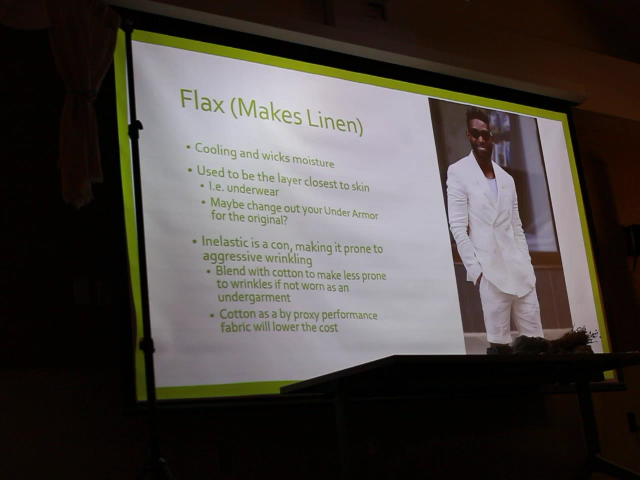 Flax (Makes Linen)
• Cooling and wicks moisture
• Used to be the layer closest to skin
• I.e. underwear
• Maybe change out your Under Armor
for the original?
• Inelastic is a con, making it prone to
aggressive wrinkling
• Blend with cotton to make less prone
to wrinkles if not worn as an
undergarment
• Cotton as a by proxy performance
fabric will lower the cost